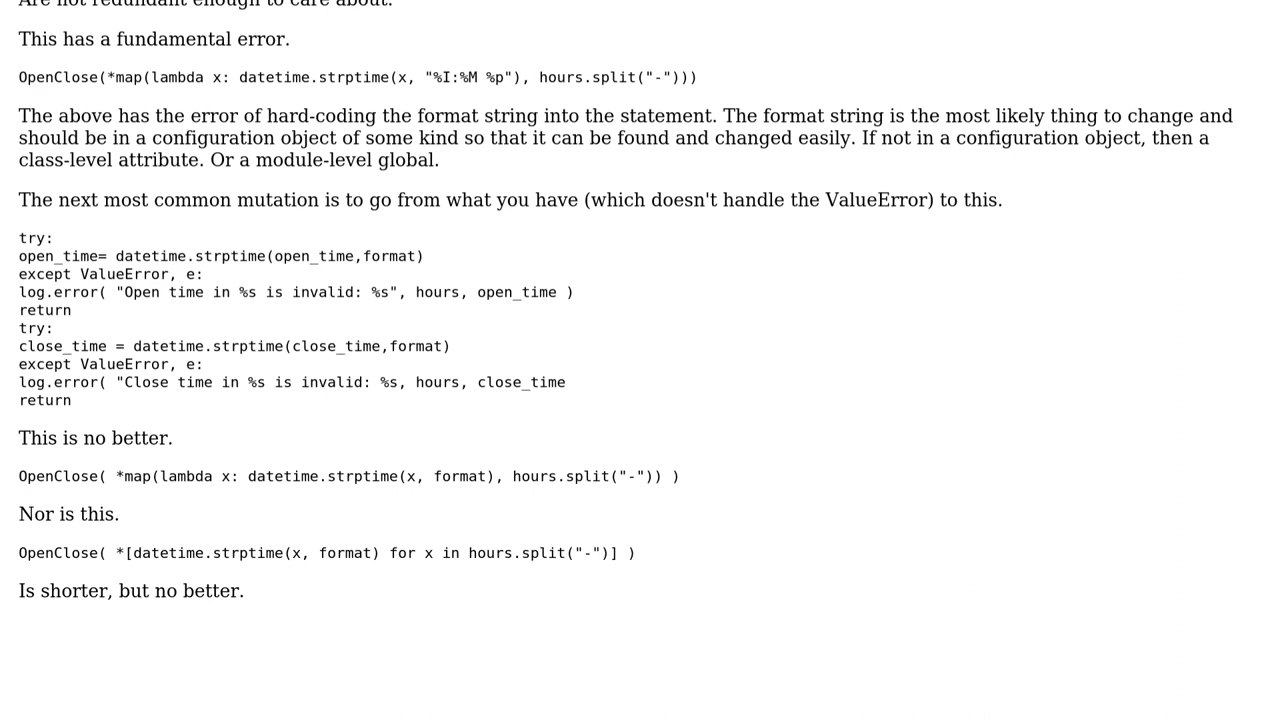 Are not redundant enough to care about.
This has a fundamental error.
OpenClose(*map(lambda x: datetime.strptime(x, "%I:%M %p"), hours.split("-")))
The above has the error of hard-coding the format string into the statement. The format string is the most likely thing to change and
should be in a configuration object of some kind so that it can be found and changed easily. If not in a configuration object, then a
class-level attribute. Or a module-level global.
The next most common mutation is to go from what you have (which doesn't handle the ValueError) to this.
try:
open_time= datetime.strptime(open_time,format)
except ValueError, e:
log.error( "Open time in %s is invalid: %s", hours, open_time )
return
try:
close_time = datetime.strptime(close_time,format)
except ValueError, e:
log.error( "Close time in %s is invalid: %s, hours, close_time
return
This is no better.
OpenClose( *map(lambda x: datetime.strptime(x, format), hours.split("-")) )
Nor is this.
OpenClose( *[datetime.strptime(x, format) for x in hours.split("-")] )
Is shorter, but no better.